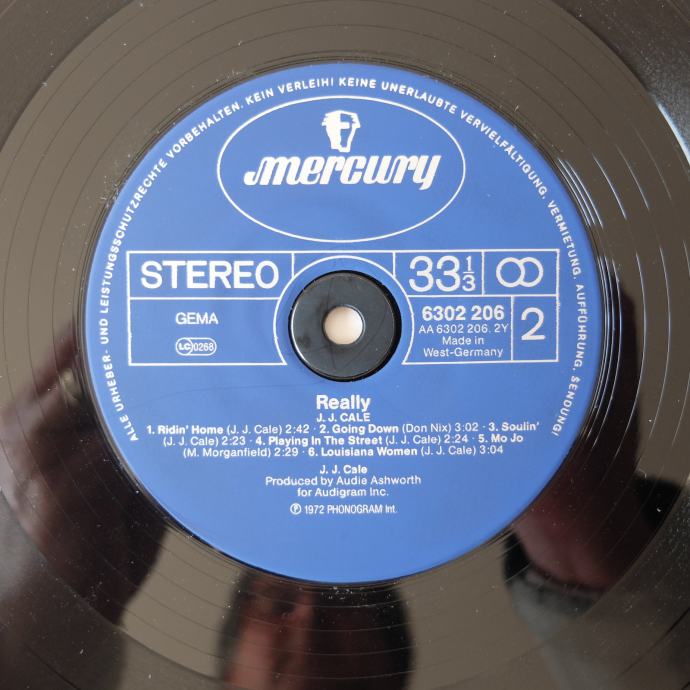 ALLE URHEBER- UND LEISTUNGSSCHUTZRECHTE VORBEHALTEN. KEIN VERLEIH! KEINE UNERLAUBTE VERVIELFÄLTIGUNG, VERMIETUNG, AUFFÜHRUNG, SENDUNG!
mercury
STEREO
33 1/3
GEMA
LC 0268
6302 206
AA 6302 206.2Y
Made in
West-Germany
2
Really
J. J. CALE
1. Ridin' Home (J. J. Cale) 2:42 · 2. Going Down (Don Nix) 3:02 · 3. Soulin'
(J. J. Cale) 2:23 · 4. Playing In The Street (J. J. Cale) 2:24 · 5. Mo Jo
(M. Morganfield) 2:29 · 6. Louisiana Women (J. J. Cale) 3:04
J. J. Cale
Produced by Audie Ashworth
for Audigram Inc.
℗ 1972 PHONOGRAM Int.